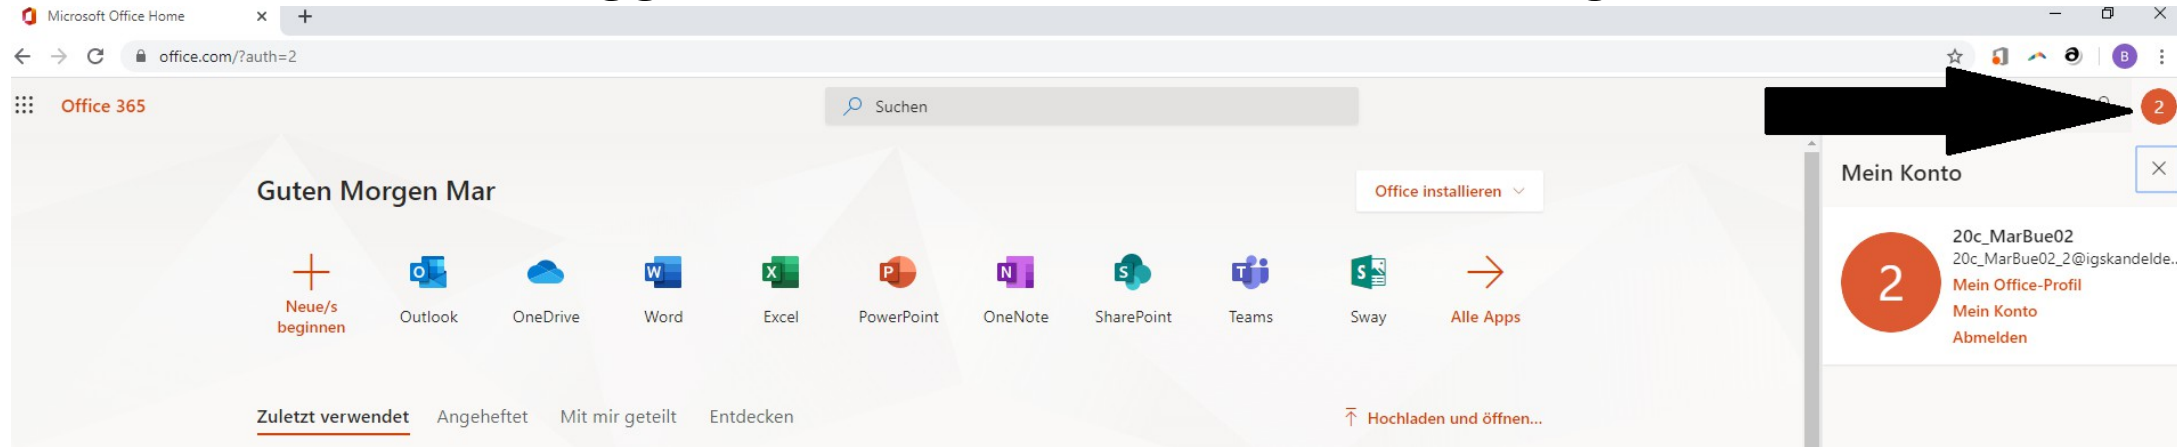 Microsoft Office Home
office.com/?auth=2
B
Office 365
Suchen
2
Guten Morgen Mar
Office installieren
Mein Konto
Neue/s beginnen
Outlook
OneDrive
Word
Excel
PowerPoint
OneNote
SharePoint
Teams
Sway
Alle Apps
2
20c_MarBue02
20c_MarBue02_2@igskandelde..
Mein Office-Profil
Mein Konto
Abmelden
Zuletzt verwendet
Angeheftet
Mit mir geteilt
Entdecken
Hochladen und öffnen...